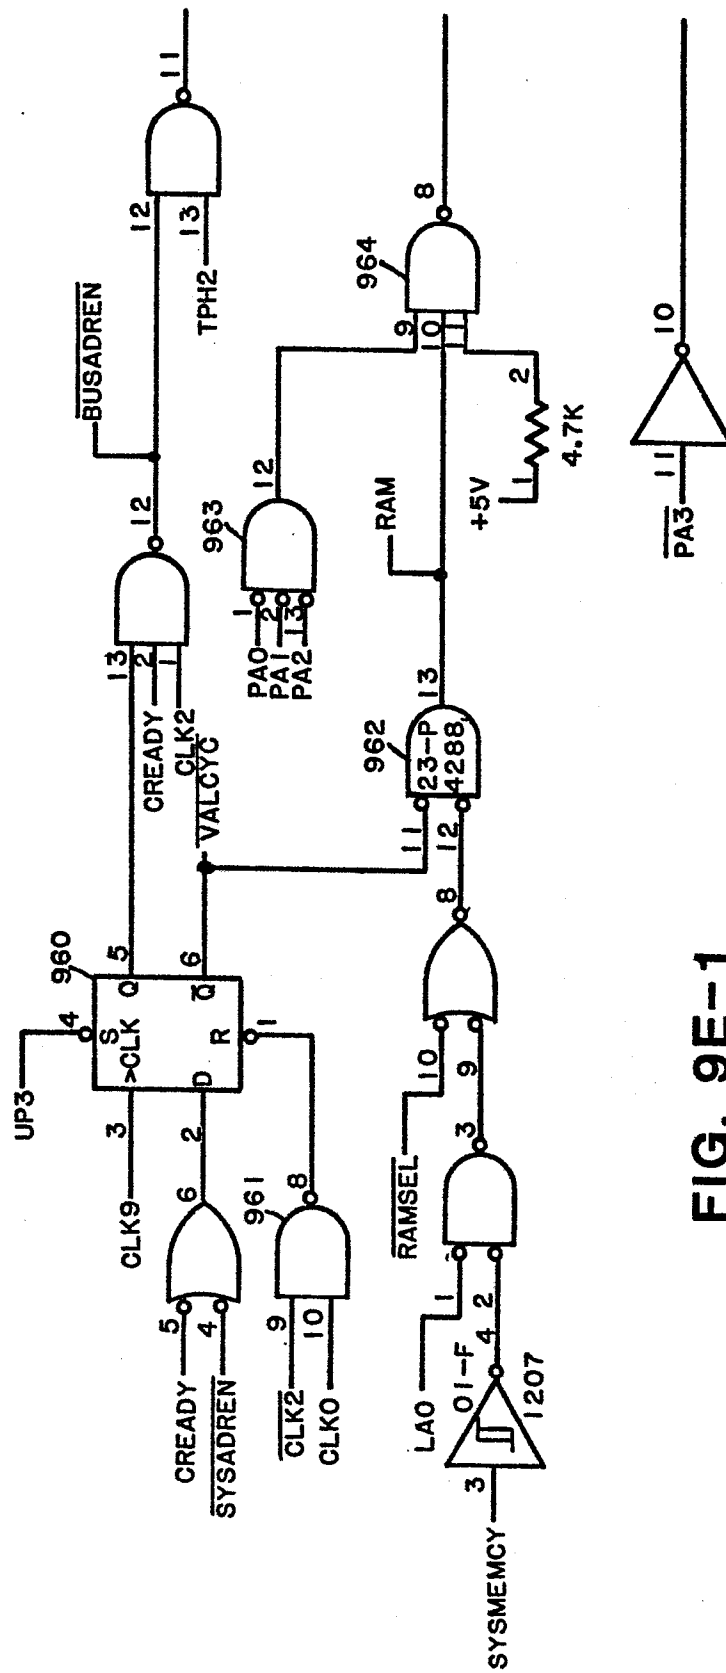 UP3
4
960
CLK9
3
S
>CLK
Q
5
CREADY
5
SYSADREN
4
6
2
D
Q
6
R
1
CLK2
9
CLK0
10
961
8
VALCYC
CREADY
CLK2
13
2
1
12
BUSADREN
12
13
TPH2
11
PA0
PA1
PA2
1
2
13
963
12
SYSMEMCY
3
01-F
1207
4
LA0
1
2
3
RAMSEL
10
9
8
11
12
962
23-P
4288
13
RAM
+5V
1
2
4.7K
9
10
11
964
8
PA3
11
10
FIG. 9E-1